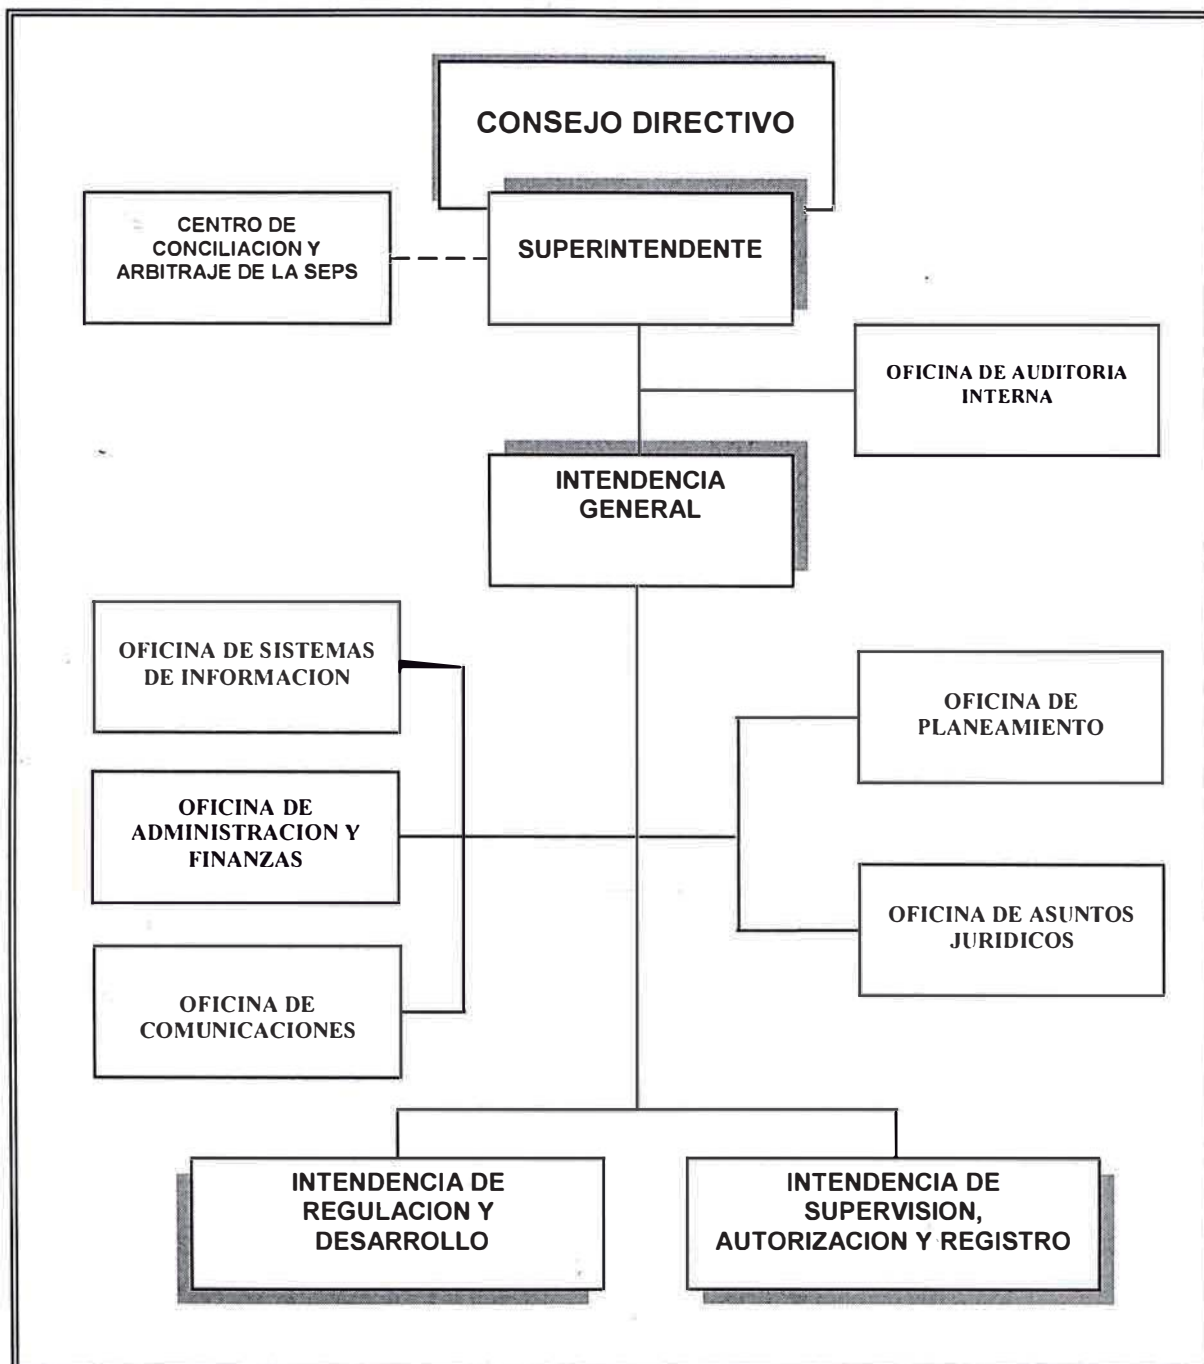 CONSEJO DIRECTIVO
CENTRO DE
CONCILIACION Y
ARBITRAJE DE LA SEPS
SUPERINTENDENTE
OFICINA DE AUDITORIA
INTERNA
INTENDENCIA
GENERAL
OFICINA DE SISTEMAS
DE INFORMACION
OFICINA DE
PLANEAMIENTO
OFICINA DE
ADMINISTRACION Y
FINANZAS
OFICINA DE ASUNTOS
JURIDICOS
OFICINA DE
COMUNICACIONES
INTENDENCIA DE
REGULACION Y
DESARROLLO
INTENDENCIA DE
SUPERVISION,
AUTORIZACION Y REGISTRO